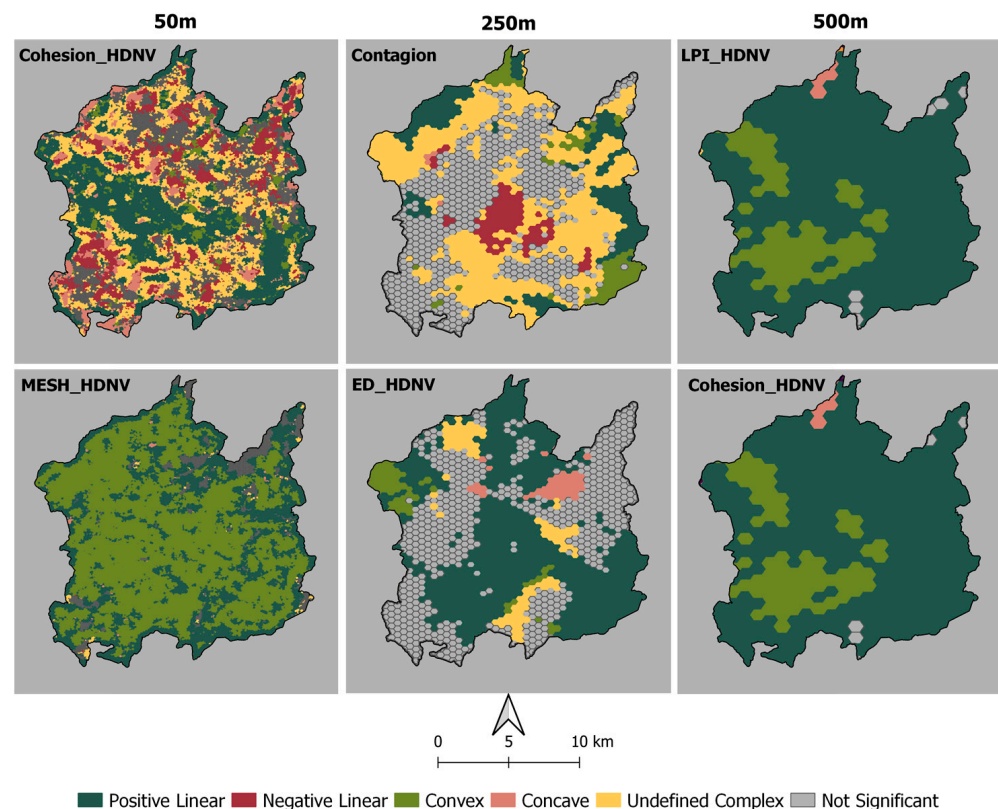 50m 250m 500m
Cohesion_HDNV Contagion LPI_HDNV
MESH_HDNV ED_HDNV Cohesion_HDNV
0 5 10 km
Positive Linear Negative Linear Convex Concave Undefined Complex Not Significant